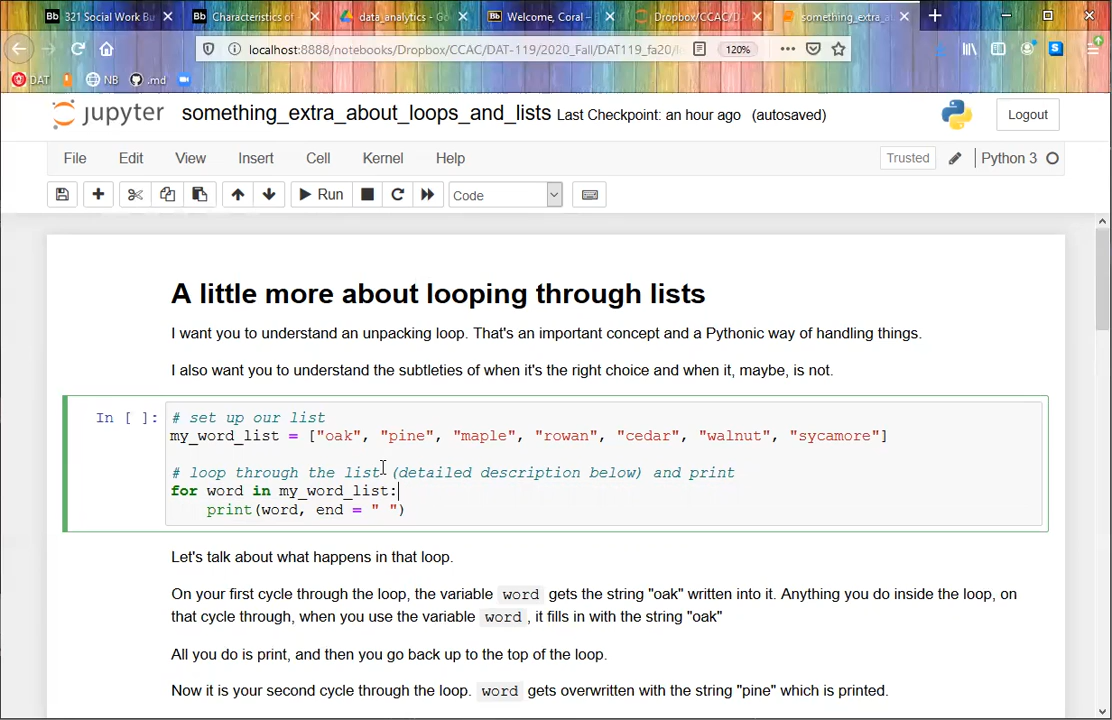 321 Social Work Bu
Characteristics of
data_analytics - Go
Welcome, Coral –
Dropbox/CCAC/D
something_extra_a
localhost:8888/notebooks/Dropbox/CCAC/DAT-119/2020_Fall/DAT119_fa20/
120%
DAT
NB
.md
jupyter something_extra_about_loops_and_lists Last Checkpoint: an hour ago (autosaved)
Logout
File Edit View Insert Cell Kernel Help
Trusted Python 3
Run Code
A little more about looping through lists
I want you to understand an unpacking loop. That's an important concept and a Pythonic way of handling things.
I also want you to understand the subtleties of when it's the right choice and when it, maybe, is not.
In [ ]: # set up our list
my_word_list = ["oak", "pine", "maple", "rowan", "cedar", "walnut", "sycamore"]
# loop through the list (detailed description below) and print
for word in my_word_list:
print(word, end = " ")
Let's talk about what happens in that loop.
On your first cycle through the loop, the variable word gets the string "oak" written into it. Anything you do inside the loop, on
that cycle through, when you use the variable word , it fills in with the string "oak"
All you do is print, and then you go back up to the top of the loop.
Now it is your second cycle through the loop. word gets overwritten with the string "pine" which is printed.